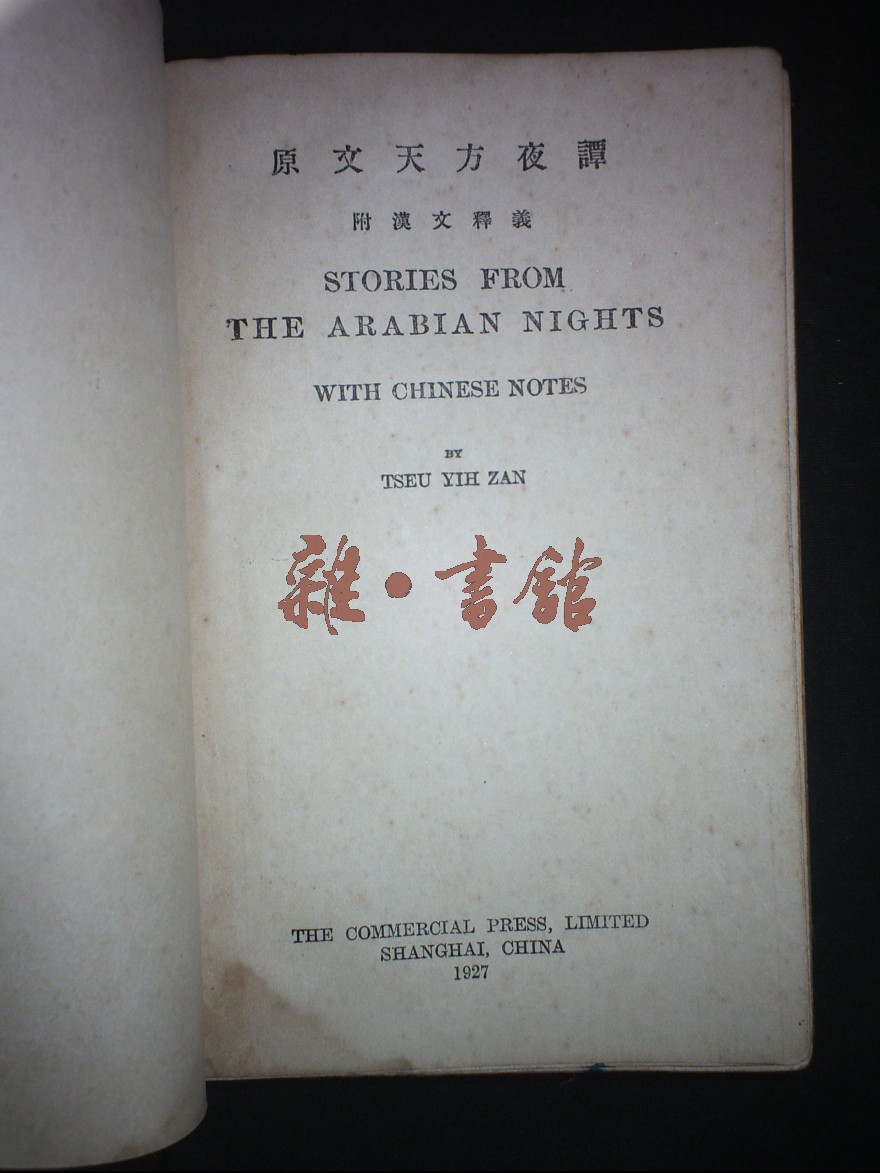 原文天方夜譚
附漢文釋義
STORIES FROM
THE ARABIAN NIGHTS
WITH CHINESE NOTES
BY
TSEU YIH ZAN
雜·書館
THE COMMERCIAL PRESS, LIMITED
SHANGHAI, CHINA
1927